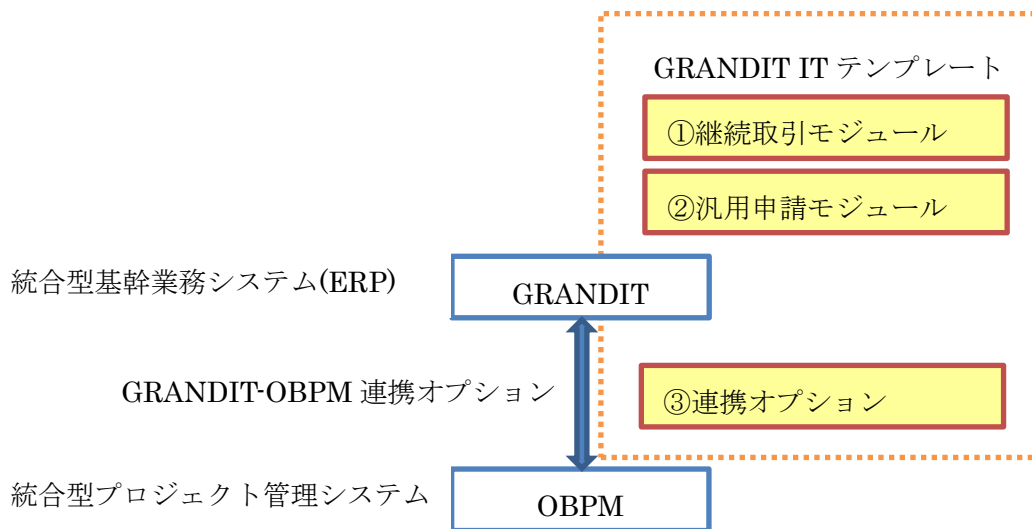 GRANDIT IT テンプレート
①継続取引モジュール
②汎用申請モジュール
統合型基幹業務システム(ERP)
GRANDIT
GRANDIT-OBPM 連携オプション
③連携オプション
統合型プロジェクト管理システム
OBPM